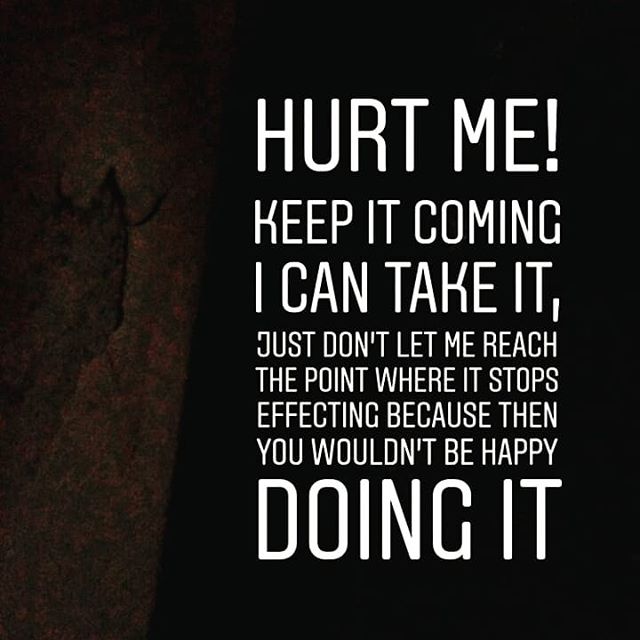 HURT ME!
KEEP IT COMING
I CAN TAKE IT,
JUST DON'T LET ME REACH
THE POINT WHERE IT STOPS
EFFECTING BECAUSE THEN
YOU WOULDN'T BE HAPPY
DOING IT